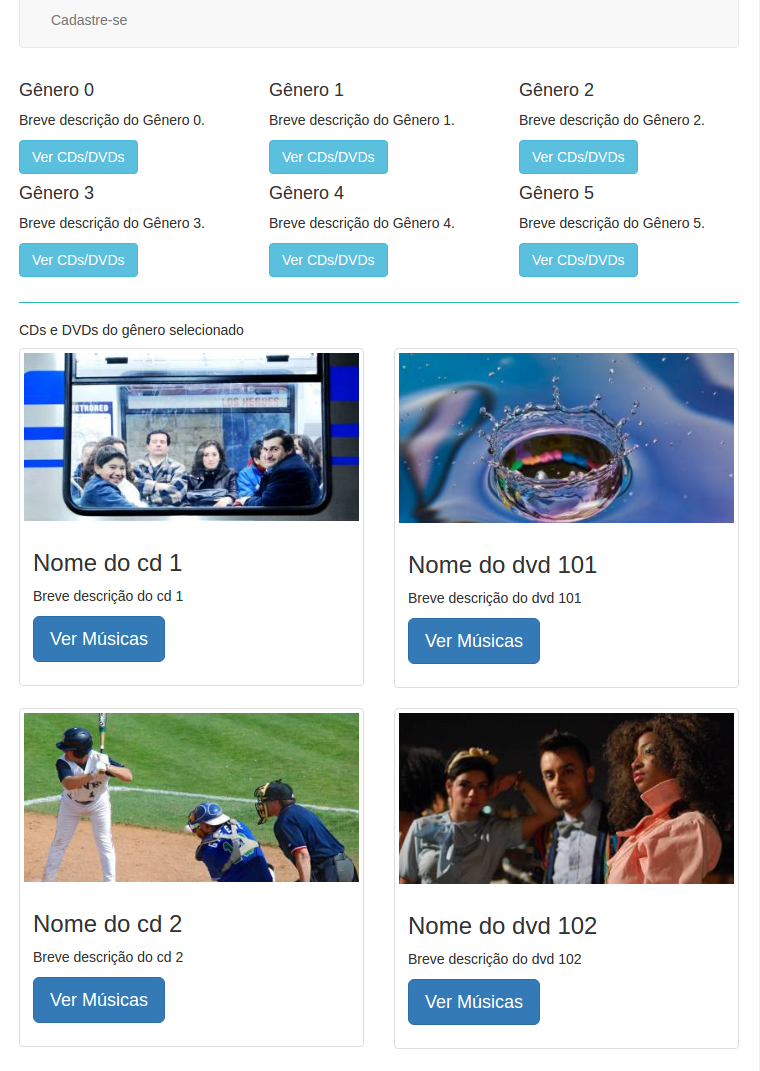 Cadastre-se
Gênero 0
Gênero 1
Gênero 2
Breve descrição do Gênero 0.
Breve descrição do Gênero 1.
Breve descrição do Gênero 2.
Ver CDs/DVDs
Ver CDs/DVDs
Ver CDs/DVDs
Gênero 3
Gênero 4
Gênero 5
Breve descrição do Gênero 3.
Breve descrição do Gênero 4.
Breve descrição do Gênero 5.
Ver CDs/DVDs
Ver CDs/DVDs
Ver CDs/DVDs
CDs e DVDs do gênero selecionado
LOS HEROES
Nome do cd 1
Breve descrição do cd 1
Ver Músicas
Nome do dvd 101
Breve descrição do dvd 101
Ver Músicas
Nome do cd 2
Breve descrição do cd 2
Ver Músicas
Nome do dvd 102
Breve descrição do dvd 102
Ver Músicas